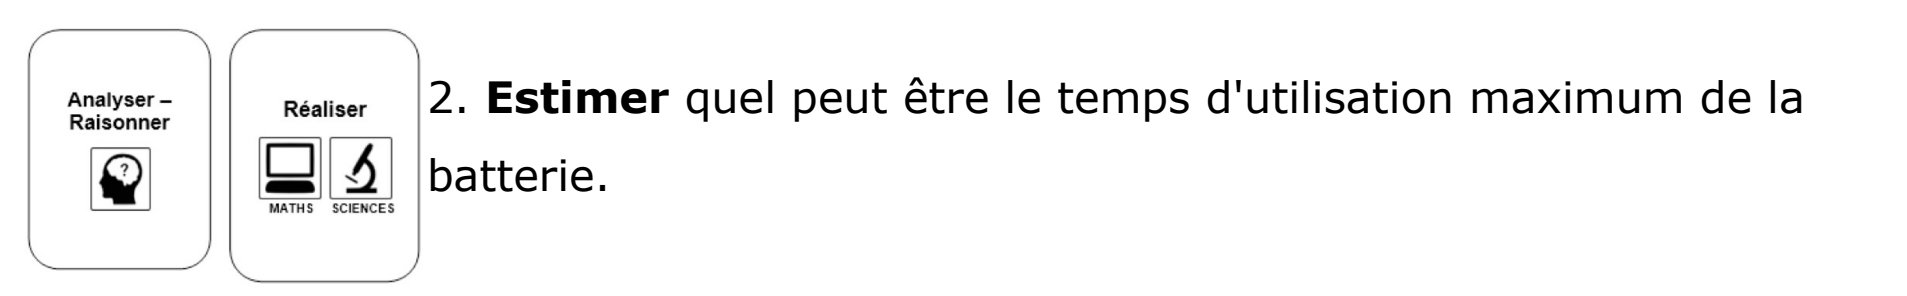 Analyser –
Raisonner
?
Réaliser
MATHS SCIENCES
2. Estimer quel peut être le temps d'utilisation maximum de la
batterie.